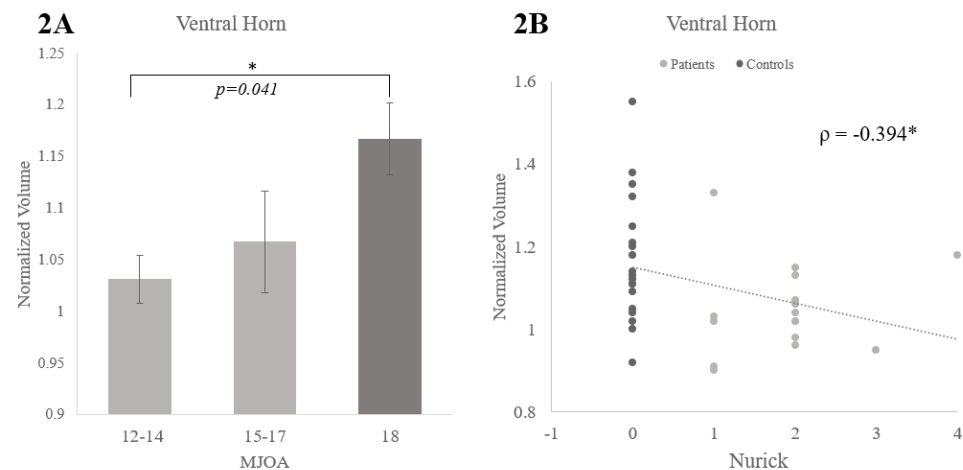 2A
Ventral Horn
1.25
1.2
1.15
1.1
1.05
1
0.95
0.9
Normalized Volume
*
p=0.041
12-14 15-17 18
MJOA
2B
Ventral Horn
Patients Controls
1.6
1.4
1.2
1
0.8
Normalized Volume
ρ = -0.394*
-1 0 1 2 3 4
Nurick